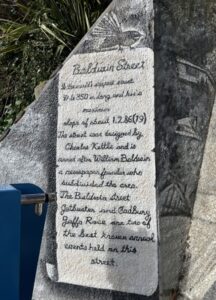 Baldwin Street
is Dunedin's steepest street
It is 350 m long and has a
maximum
slope of about 1:2.86 (19)
The street was designed by
Charles Kettle and is
named after William Baldwin
a newspaper founder who
subdivided the area.
The Baldwin Street
Gutbuster and Cadbury
Jaffa Race are two of
the best known annual
events held on this
street.